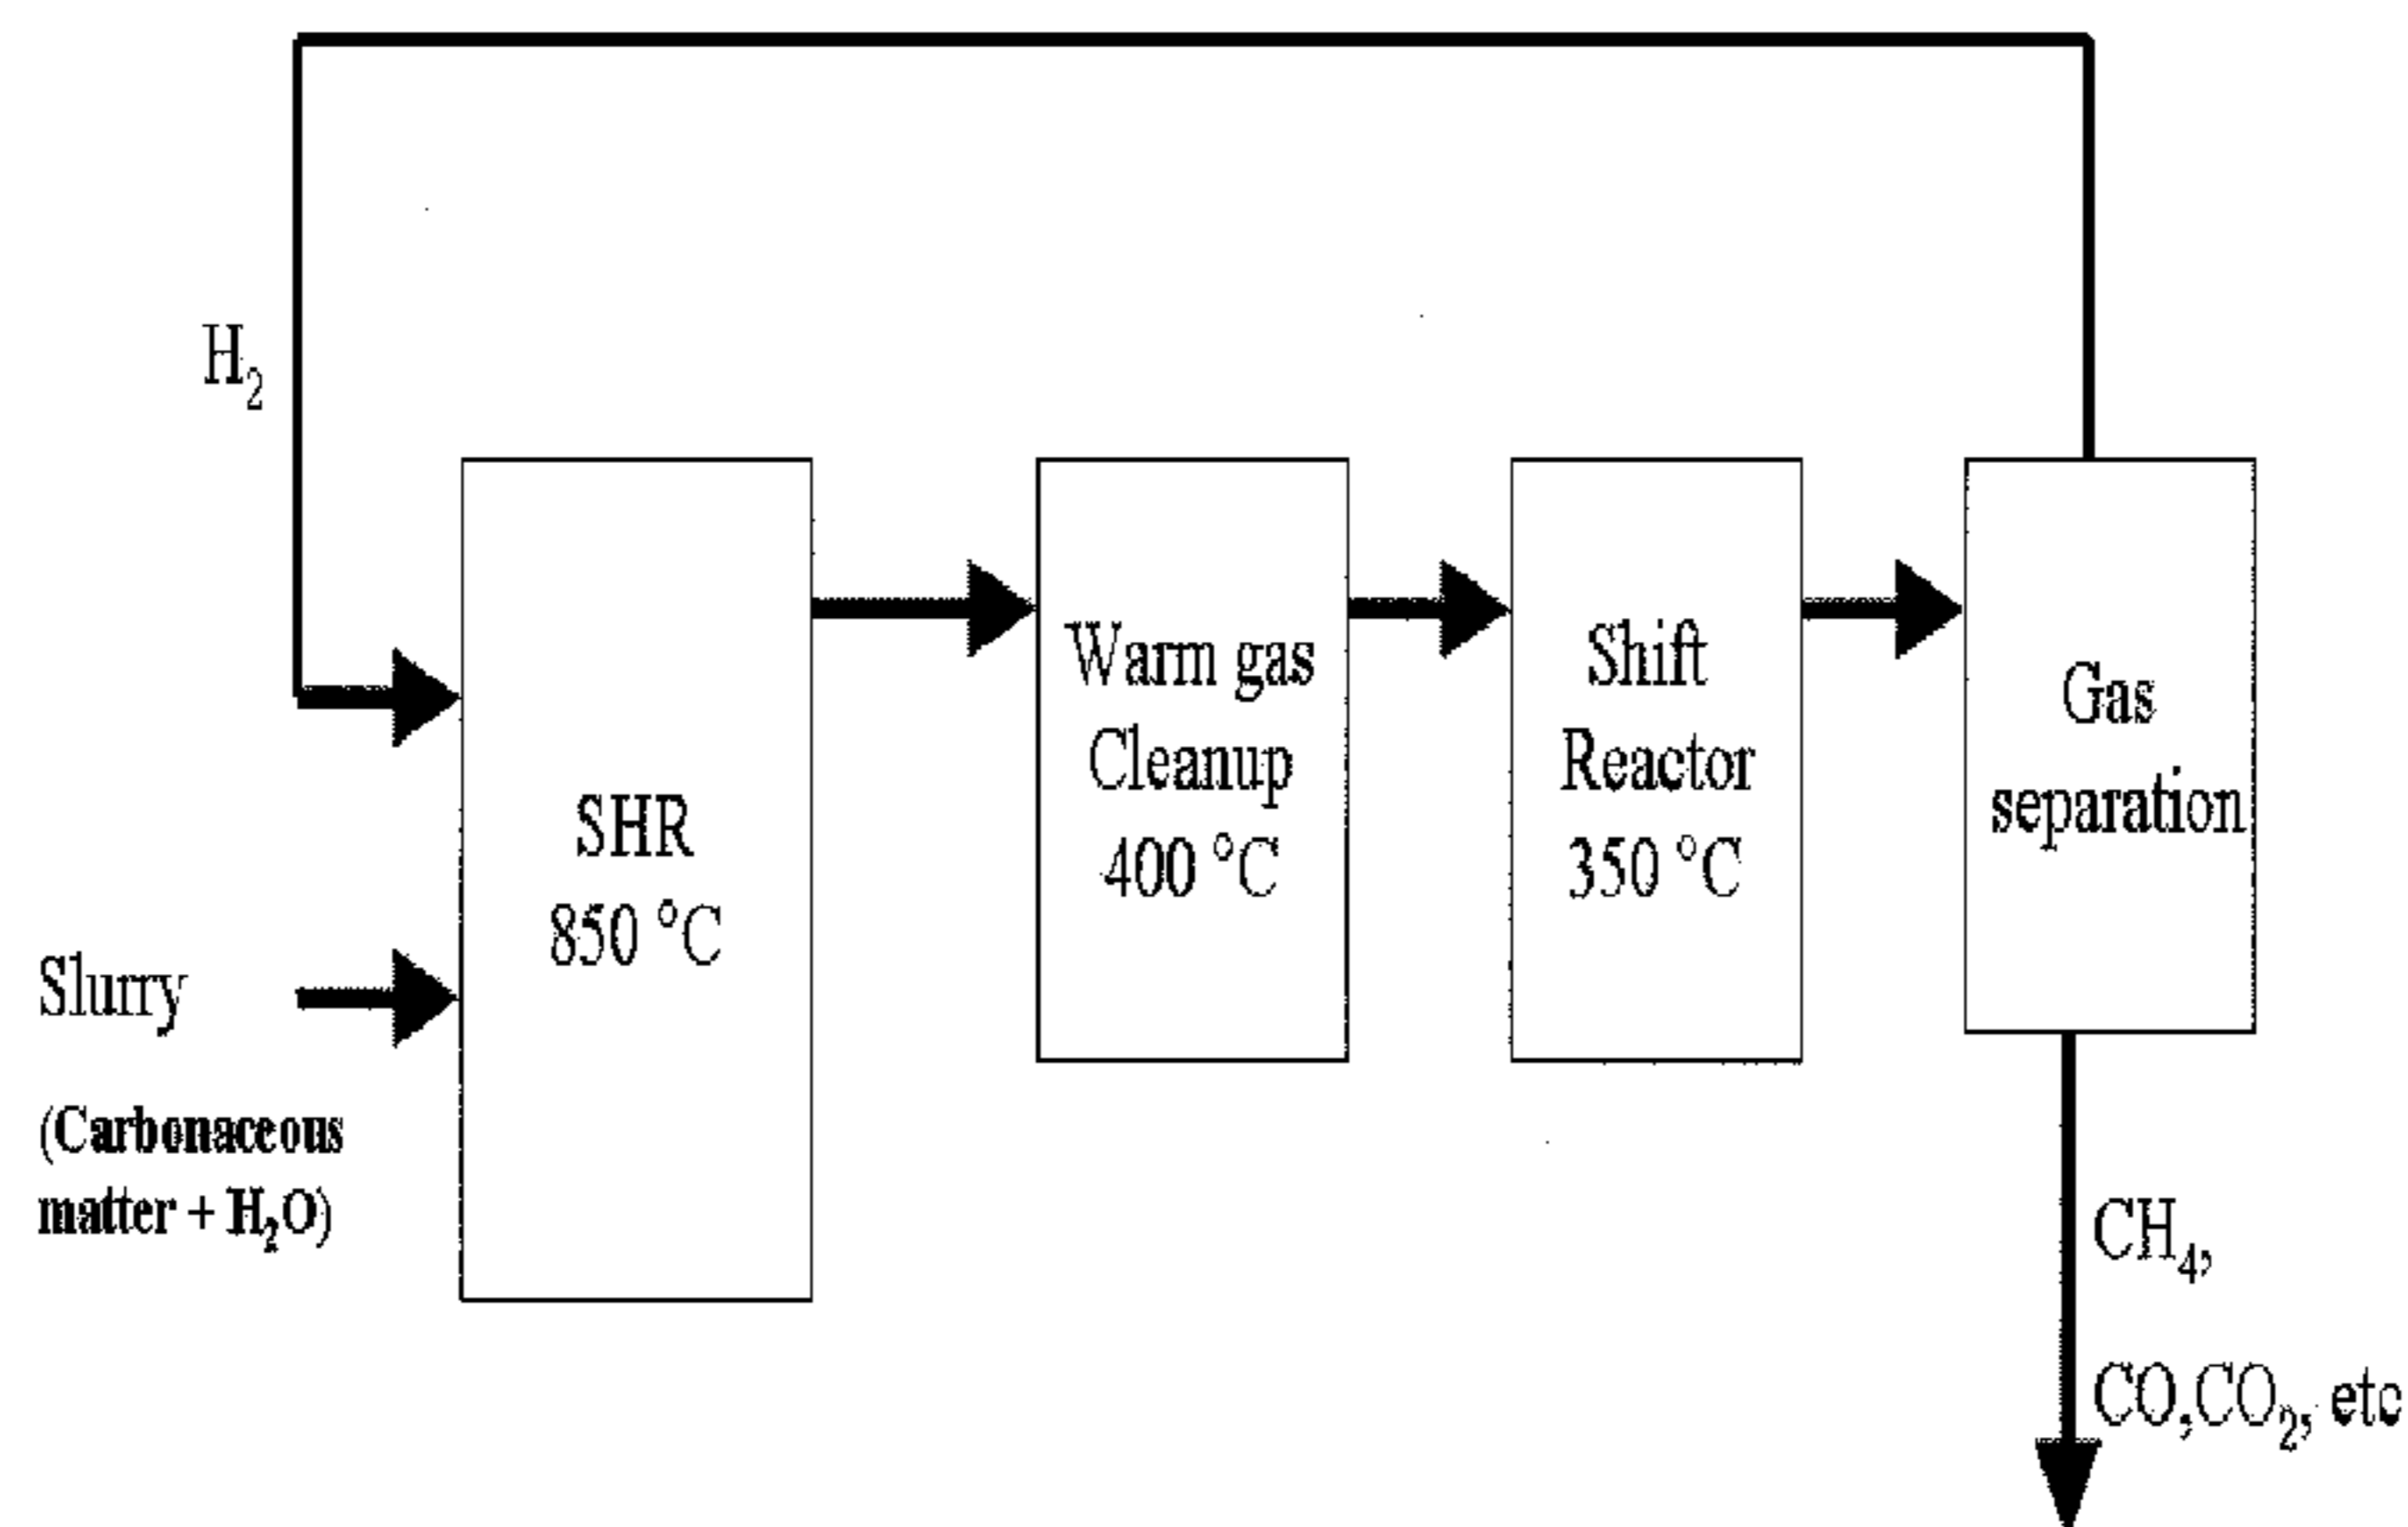 H₂
SHR
850 °C
Warm gas
Cleanup
400 °C
Shift
Reactor
350 °C
Gas
separation
Slurry
(Carbonaceous
matter + H₂O)
CH₄,
CO,CO₂, etc